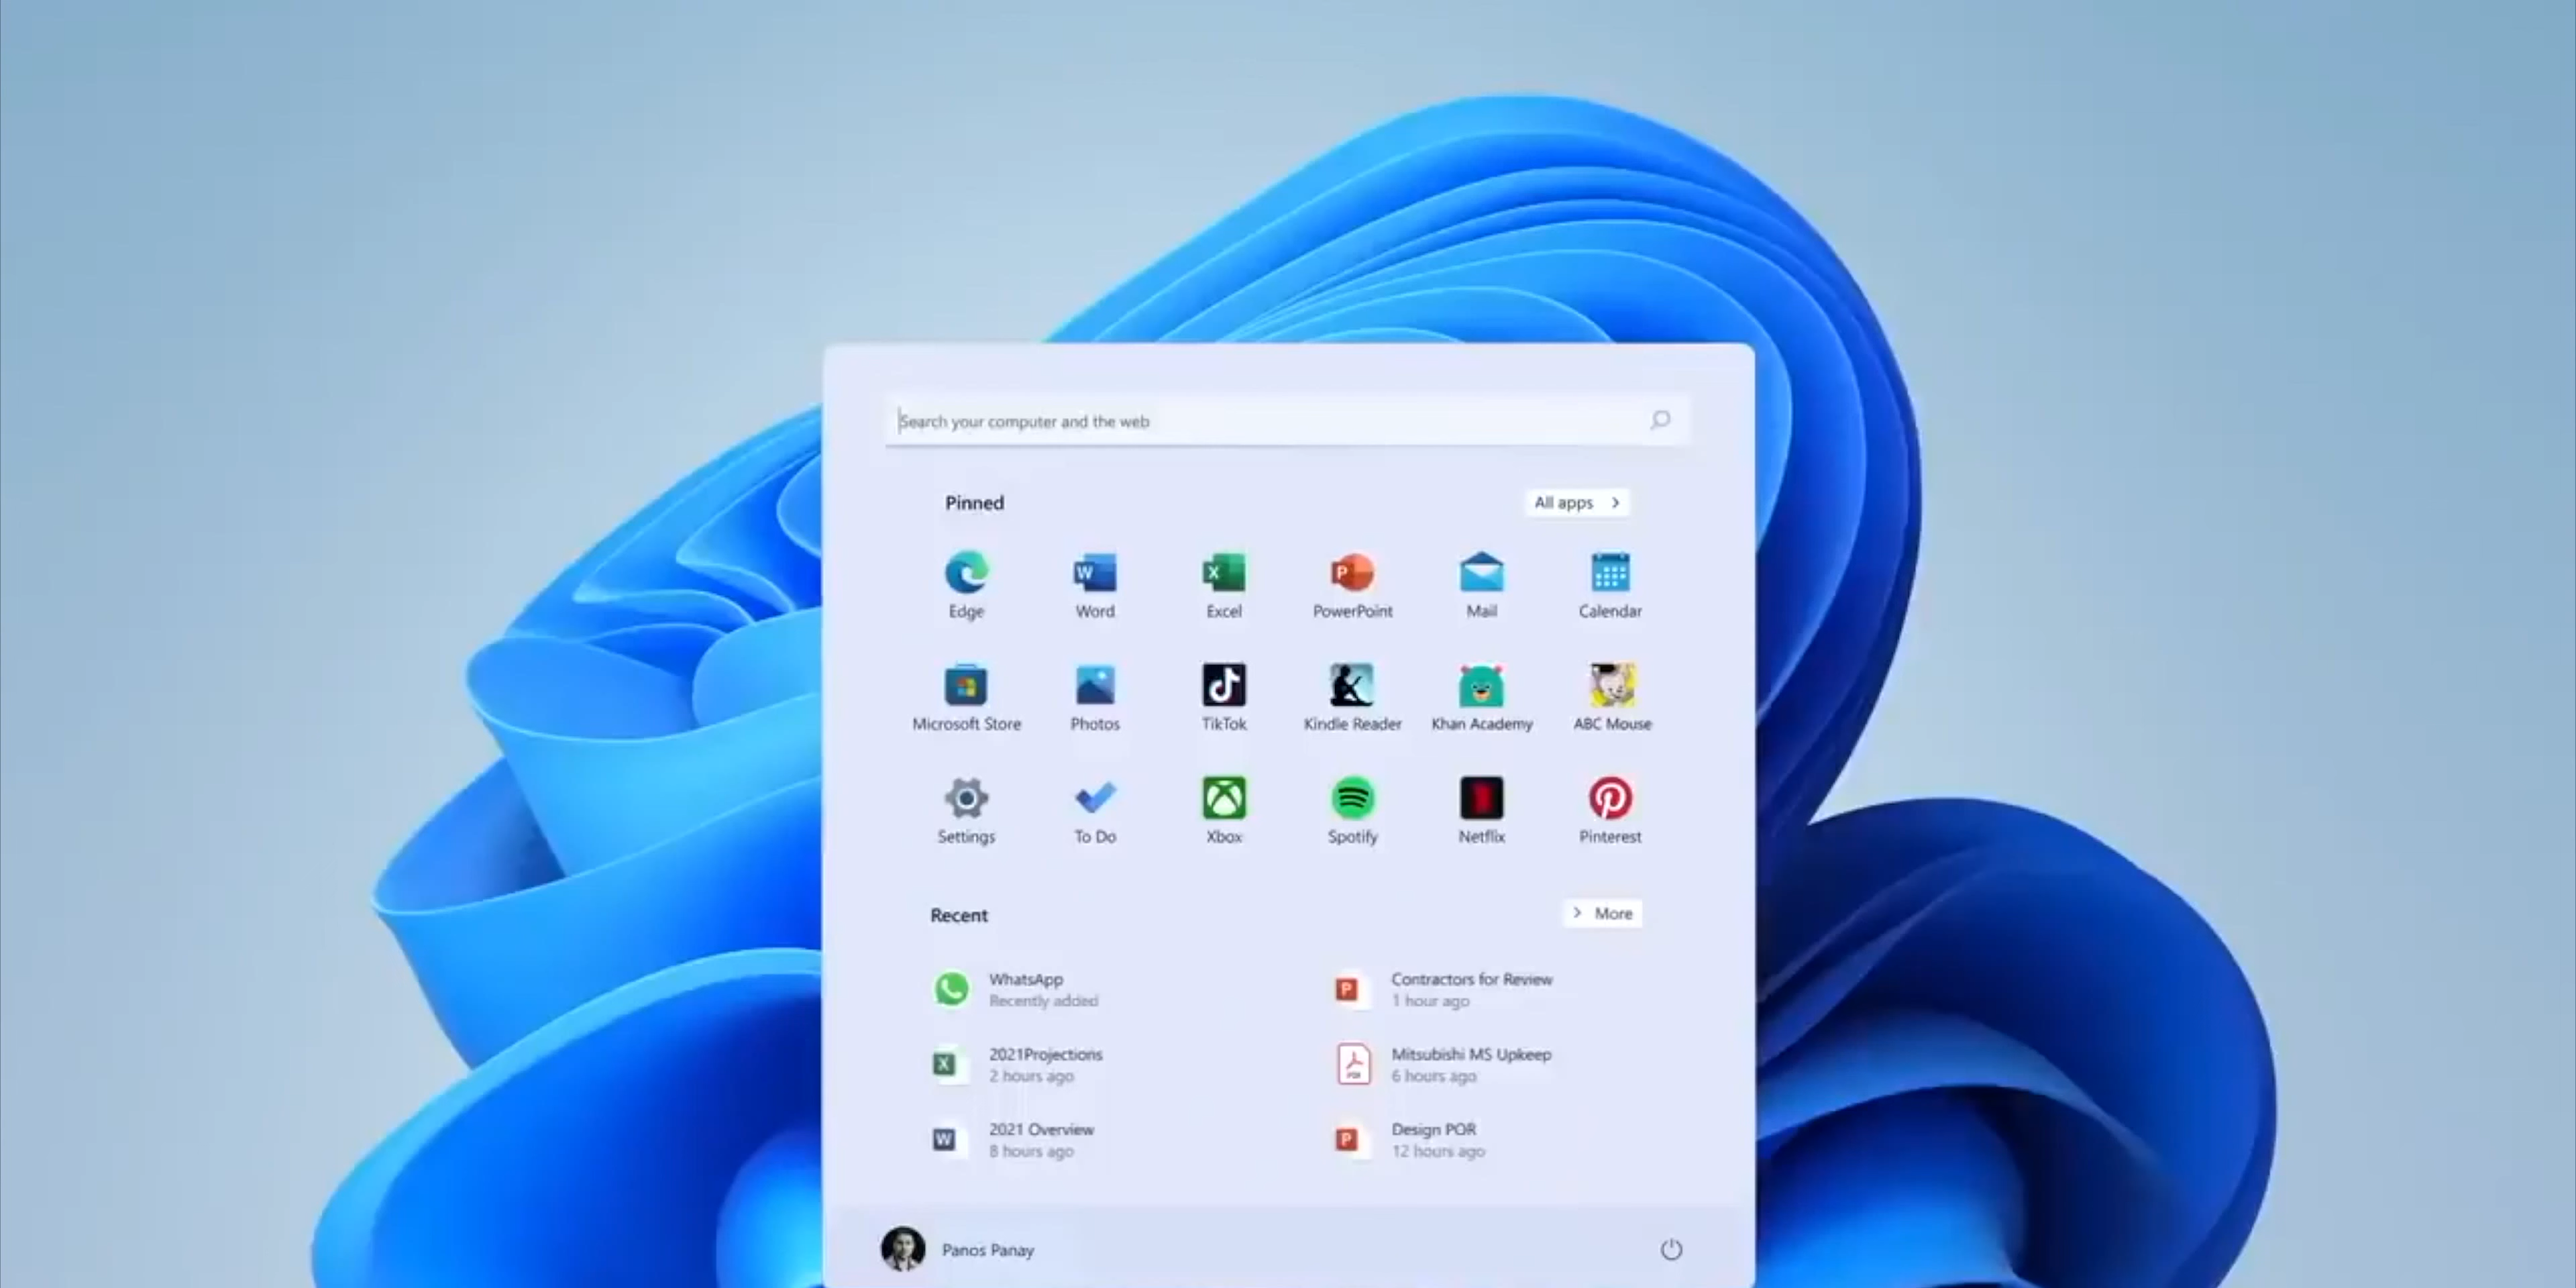 Search your computer and the web
Pinned
All apps
Edge
Word
Excel
PowerPoint
Mail
Calendar
Microsoft Store
Photos
TikTok
Kindle Reader
Khan Academy
ABC Mouse
Settings
To Do
Xbox
Spotify
Netflix
Pinterest
Recent
More
WhatsApp
Recently added
Contractors for Review
1 hour ago
2021Projections
2 hours ago
Mitsubishi MS Upkeep
6 hours ago
2021 Overview
8 hours ago
Design POR
12 hours ago
Panos Panay